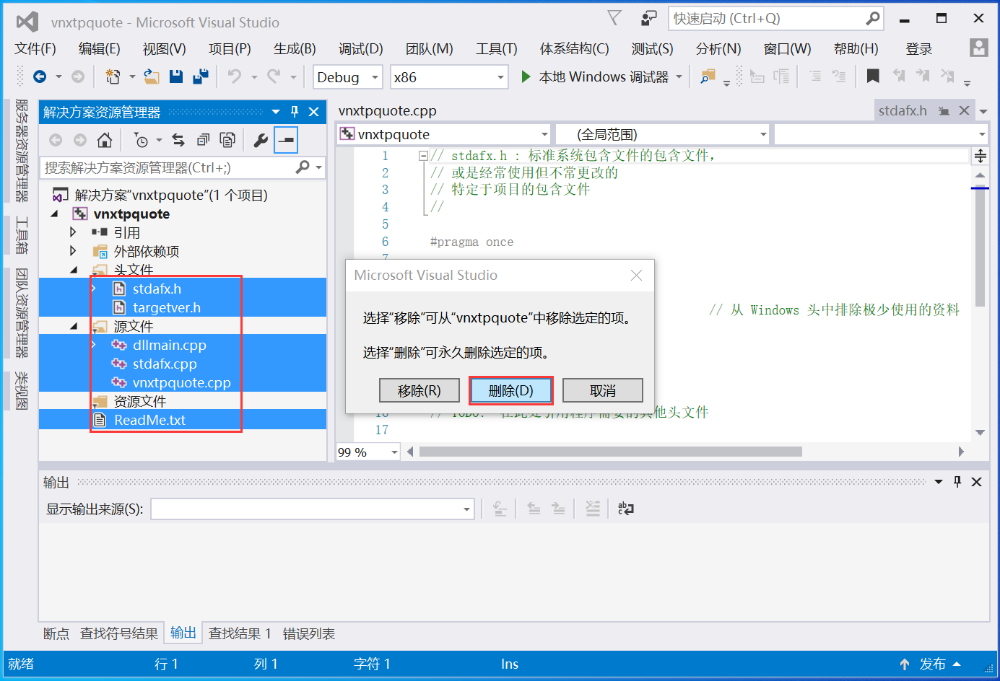 vnxtpquote - Microsoft Visual Studio
快速启动 (Ctrl+Q)
文件(F) 编辑(E) 视图(V) 项目(P) 生成(B) 调试(D) 团队(M) 工具(T) 体系结构(C) 测试(S) 分析(N) 窗口(W) 帮助(H) 登录
Debug x86 本地 Windows 调试器
服务器资源管理器
工具箱
团队资源管理器
类视图
解决方案资源管理器
搜索解决方案资源管理器(Ctrl+;)
解决方案"vnxtpquote"(1 个项目)
vnxtpquote
引用
外部依赖项
头文件
stdafx.h
targetver.h
源文件
dllmain.cpp
stdafx.cpp
vnxtpquote.cpp
资源文件
ReadMe.txt
vnxtpquote.cpp stdafx.h
vnxtpquote (全局范围)
1 // stdafx.h : 标准系统包含文件的包含文件，
2 // 或是经常使用但不常更改的
3 // 特定于项目的包含文件
4 //
5
6 #pragma once
7
// 从 Windows 头中排除极少使用的资料
16 // TODO: 在此处引用程序需要的其他头文件
17
99 %
Microsoft Visual Studio
选择"移除"可从"vnxtpquote"中移除选定的项。
选择"删除"可永久删除选定的项。
移除(R) 删除(D) 取消
输出
显示输出来源(S):
断点 查找符号结果 输出 查找结果 1 错误列表
就绪 行 1 列 1 字符 1 Ins 发布